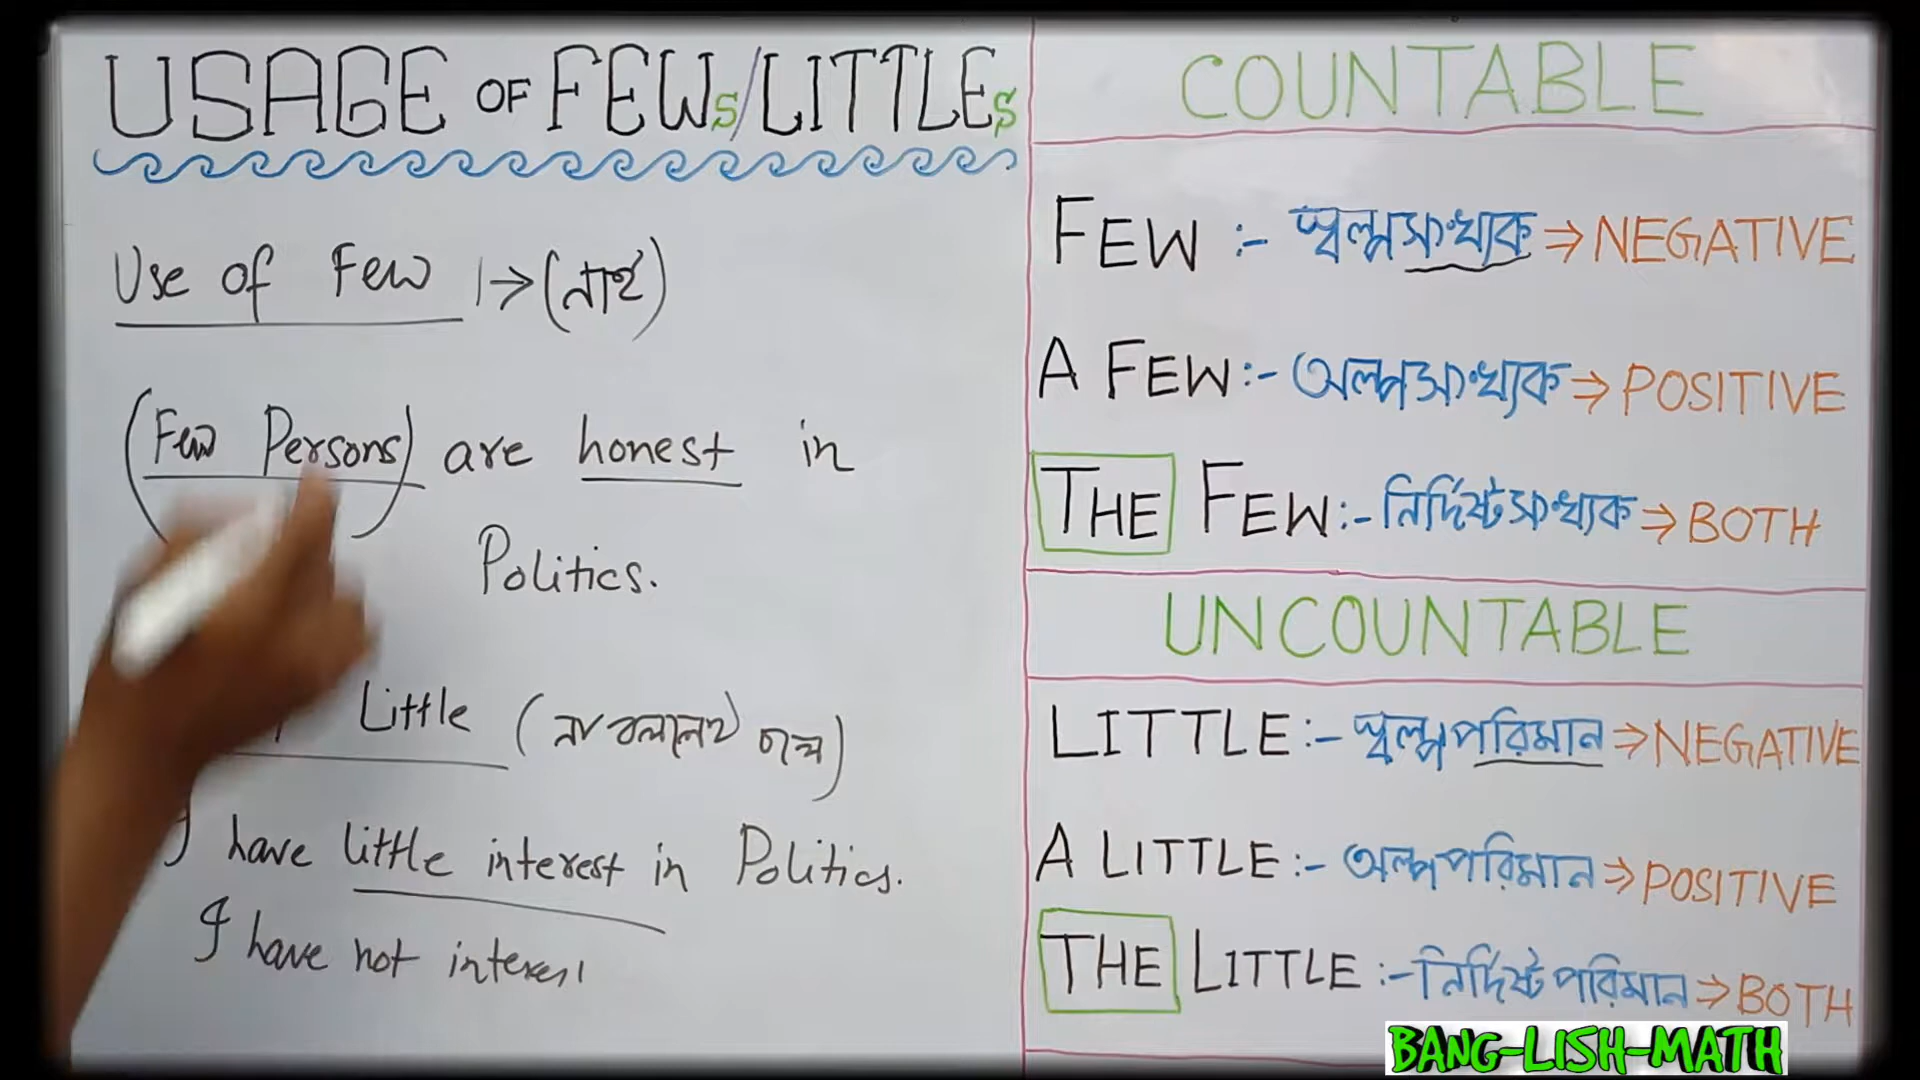 USAGE OF FEWs/LITTLEs
Use of Few |→ (নাই)
(Few Persons) are honest in
Politics.
Little (না বললেই চলে)
I have little interest in Politics.
I have not interest
COUNTABLE
FEW :- স্বল্পসংখ্যক ⇒ NEGATIVE
A FEW :- অল্পসংখ্যক ⇒ POSITIVE
THE FEW :- নির্দিষ্টসংখ্যক ⇒ BOTH
UNCOUNTABLE
LITTLE :- স্বল্পপরিমান ⇒ NEGATIVE
A LITTLE :- অল্পপরিমান ⇒ POSITIVE
THE LITTLE :- নির্দিষ্টপরিমান ⇒ BOTH
BANG-LISH-MATH